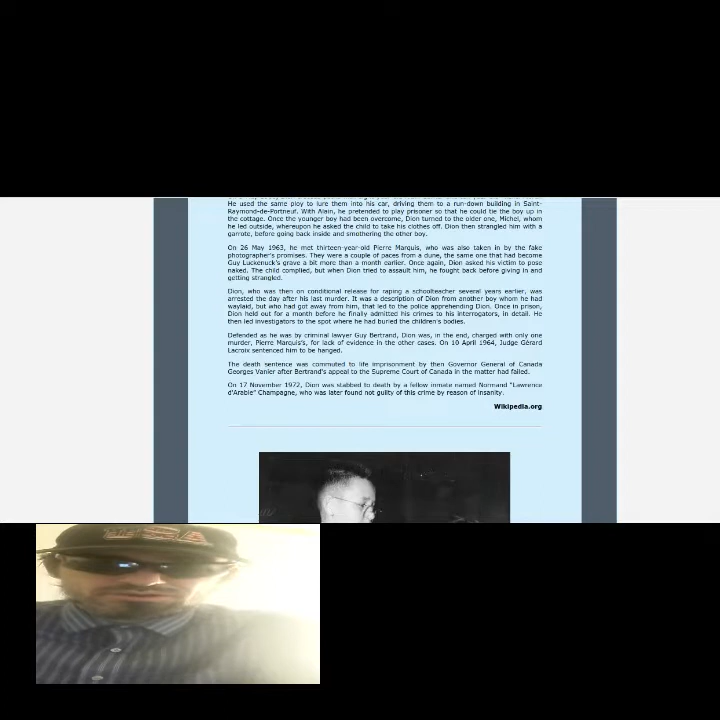 He used the same ploy to lure them into his car, driving them to a run-down building in Saint-
Raymond-de-Portneuf. With Alain, he pretended to play prisoner so that he could tie the boy up in
the cottage. Once the younger boy had been overcome, Dion turned to the older one, Michel, whom
he led outside, whereupon he asked the child to take his clothes off. Dion then strangled him with a
garrote, before going back inside and smothering the other boy.
On 26 May 1963, he met thirteen-year-old Pierre Marquis, who was also taken in by the fake
photographer's promises. They were a couple of paces from a dune, the same one that had become
Guy Luckenuck's grave a bit more than a month earlier. Once again, Dion asked his victim to pose
naked. The child complied, but when Dion tried to assault him, he fought back before giving in and
getting strangled.
Dion, who was then on conditional release for raping a schoolteacher several years earlier, was
arrested the day after his last murder. It was a description of Dion from another boy whom he had
waylaid, but who had got away from him, that led to the police apprehending Dion. Once in prison,
Dion held out for a month before he finally admitted his crimes to his interrogators, in detail. He
then led investigators to the spot where he had buried the children's bodies.
Defended as he was by criminal lawyer Guy Bertrand, Dion was, in the end, charged with only one
murder, Pierre Marquis's, for lack of evidence in the other cases. On 10 April 1964, Judge Gérard
Lacroix sentenced him to be hanged.
The death sentence was commuted to life imprisonment by then Governor General of Canada
Georges Vanier after Bertrand's appeal to the Supreme Court of Canada in the matter had failed.
On 17 November 1972, Dion was stabbed to death by a fellow inmate named Normand "Lawrence
d'Arabie" Champagne, who was later found not guilty of this crime by reason of insanity.
Wikipedia.org
USA